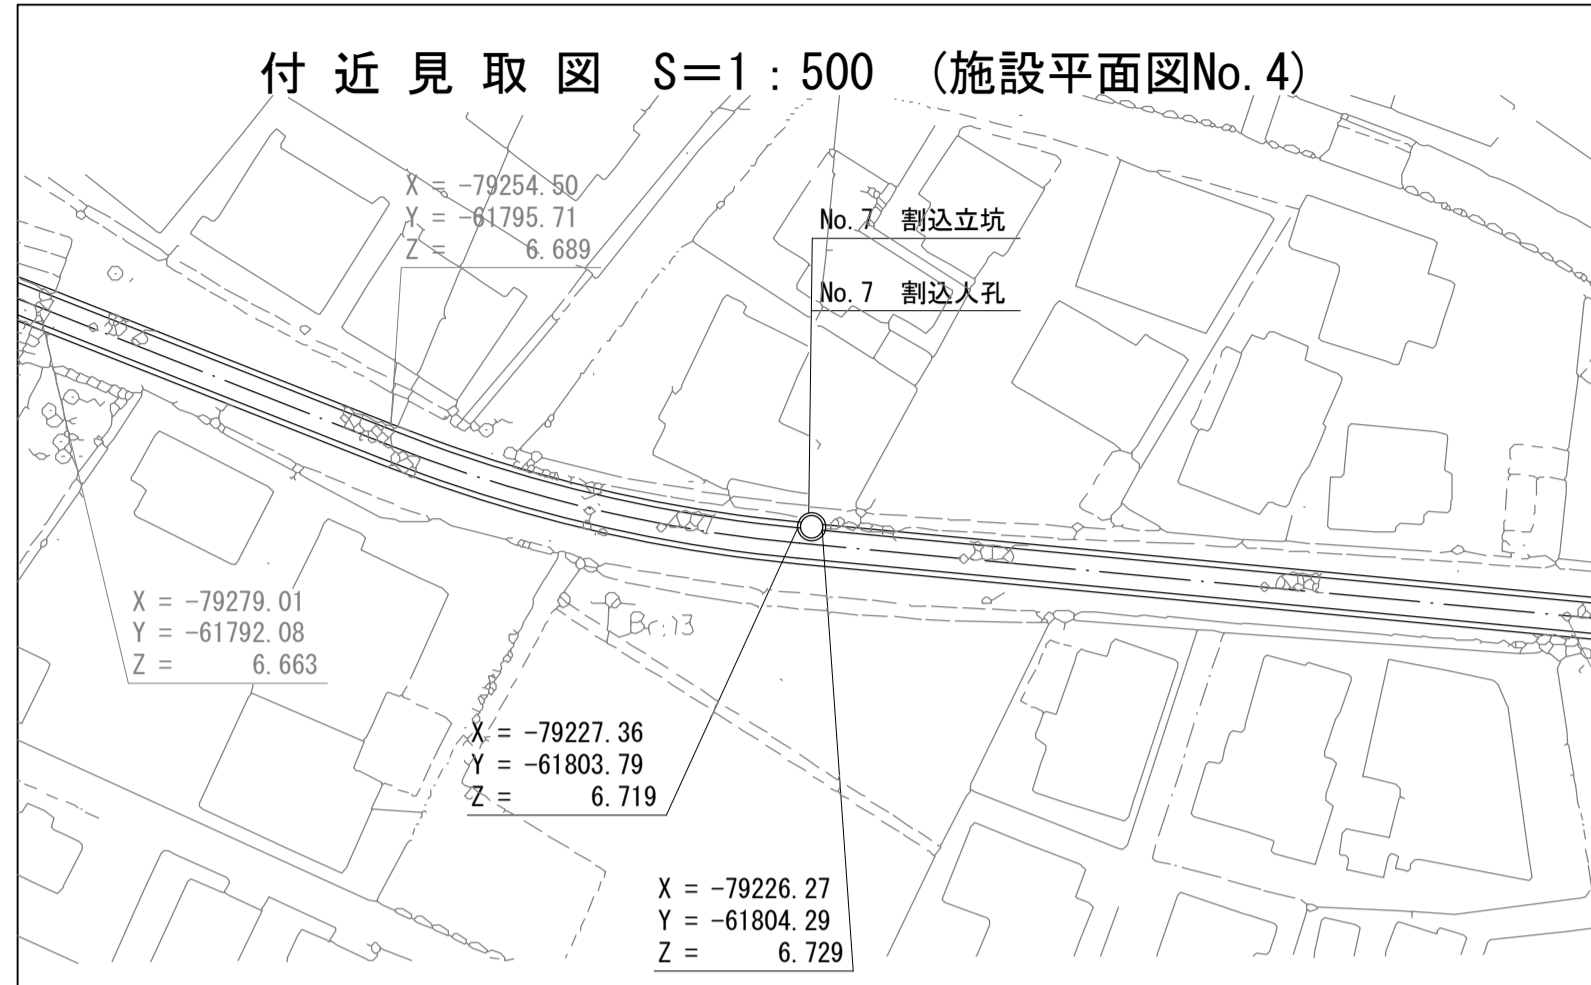 付近見取図 S=1:500 (施設平面図No.4)
X = -79254.50
Y = -61795.71
Z = 6.689
No.7 割込立坑
No.7 割込人孔
X = -79279.01
Y = -61792.08
Z = 6.663
X = -79227.36
Y = -61803.79
Z = 6.719
X = -79226.27
Y = -61804.29
Z = 6.729